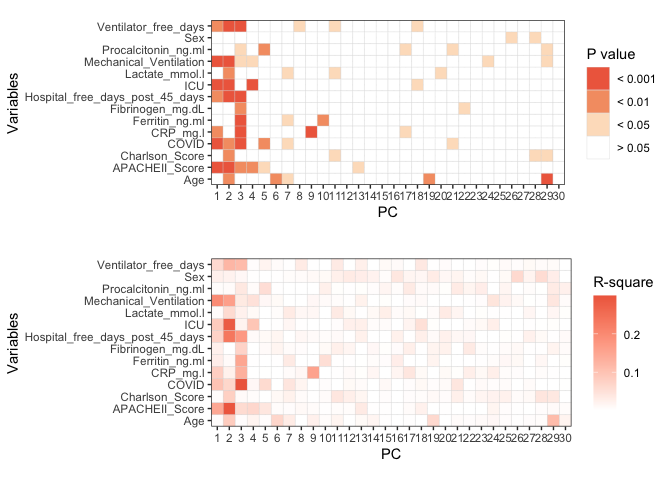 Ventilator_free_days
Sex
Procalcitonin_ng.ml
Mechanical_Ventilation
Lactate_mmol.l
ICU
Hospital_free_days_post_45_days
Fibrinogen_mg.dL
Ferritin_ng.ml
CRP_mg.l
COVID
Charlson_Score
APACHEII_Score
Age
Variables
1 2 3 4 5 6 7 8 9 10 11 12 13 14 15 16 17 18 19 20 21 22 23 24 25 26 27 28 29 30
PC
P value
< 0.001
< 0.01
< 0.05
> 0.05
Ventilator_free_days
Sex
Procalcitonin_ng.ml
Mechanical_Ventilation
Lactate_mmol.l
ICU
Hospital_free_days_post_45_days
Fibrinogen_mg.dL
Ferritin_ng.ml
CRP_mg.l
COVID
Charlson_Score
APACHEII_Score
Age
Variables
1 2 3 4 5 6 7 8 9 10 11 12 13 14 15 16 17 18 19 20 21 22 23 24 25 26 27 28 29 30
PC
R-square
0.2
0.1